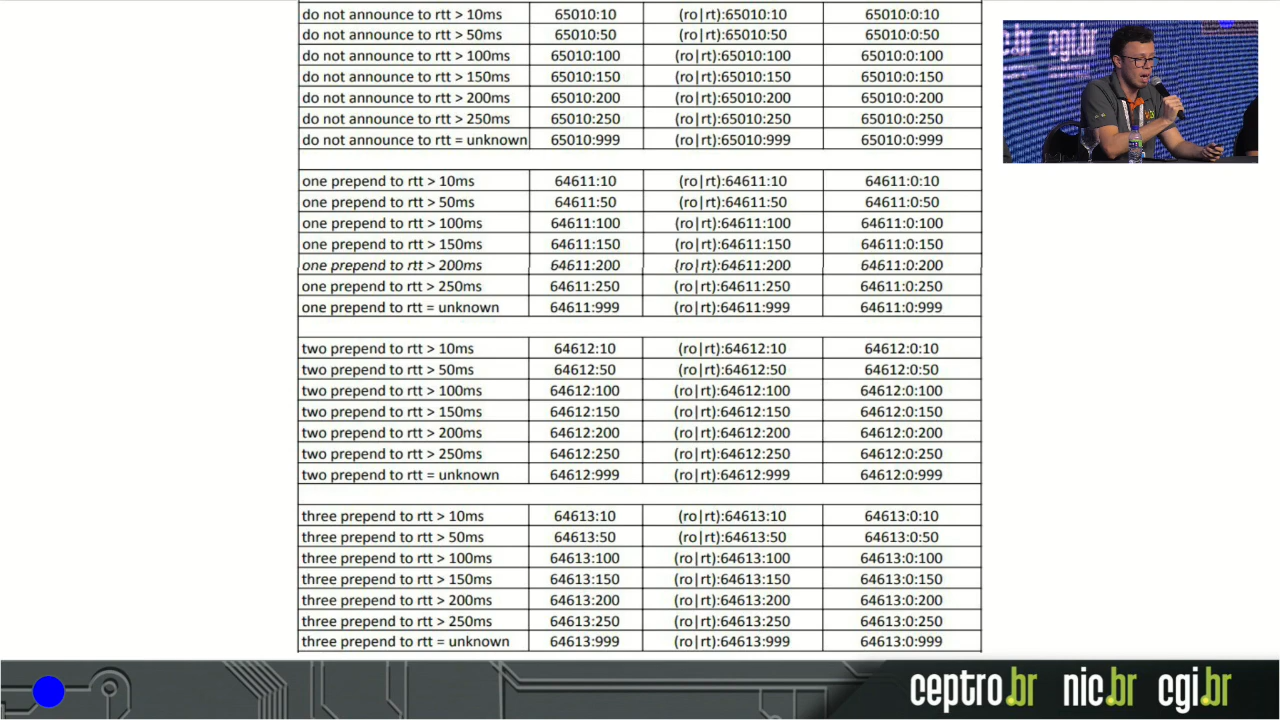 do not announce to rtt > 10ms 65010:10 (ro|rt):65010:10 65010:0:10
do not announce to rtt > 50ms 65010:50 (ro|rt):65010:50 65010:0:50
do not announce to rtt > 100ms 65010:100 (ro|rt):65010:100 65010:0:100
do not announce to rtt > 150ms 65010:150 (ro|rt):65010:150 65010:0:150
do not announce to rtt > 200ms 65010:200 (ro|rt):65010:200 65010:0:200
do not announce to rtt > 250ms 65010:250 (ro|rt):65010:250 65010:0:250
do not announce to rtt = unknown 65010:999 (ro|rt):65010:999 65010:0:999
one prepend to rtt > 10ms 64611:10 (ro|rt):64611:10 64611:0:10
one prepend to rtt > 50ms 64611:50 (ro|rt):64611:50 64611:0:50
one prepend to rtt > 100ms 64611:100 (ro|rt):64611:100 64611:0:100
one prepend to rtt > 150ms 64611:150 (ro|rt):64611:150 64611:0:150
one prepend to rtt > 200ms 64611:200 (ro|rt):64611:200 64611:0:200
one prepend to rtt > 250ms 64611:250 (ro|rt):64611:250 64611:0:250
one prepend to rtt = unknown 64611:999 (ro|rt):64611:999 64611:0:999
two prepend to rtt > 10ms 64612:10 (ro|rt):64612:10 64612:0:10
two prepend to rtt > 50ms 64612:50 (ro|rt):64612:50 64612:0:50
two prepend to rtt > 100ms 64612:100 (ro|rt):64612:100 64612:0:100
two prepend to rtt > 150ms 64612:150 (ro|rt):64612:150 64612:0:150
two prepend to rtt > 200ms 64612:200 (ro|rt):64612:200 64612:0:200
two prepend to rtt > 250ms 64612:250 (ro|rt):64612:250 64612:0:250
two prepend to rtt = unknown 64612:999 (ro|rt):64612:999 64612:0:999
three prepend to rtt > 10ms 64613:10 (ro|rt):64613:10 64613:0:10
three prepend to rtt > 50ms 64613:50 (ro|rt):64613:50 64613:0:50
three prepend to rtt > 100ms 64613:100 (ro|rt):64613:100 64613:0:100
three prepend to rtt > 150ms 64613:150 (ro|rt):64613:150 64613:0:150
three prepend to rtt > 200ms 64613:200 (ro|rt):64613:200 64613:0:200
three prepend to rtt > 250ms 64613:250 (ro|rt):64613:250 64613:0:250
three prepend to rtt = unknown 64613:999 (ro|rt):64613:999 64613:0:999
c.br cgi.br
ceptro.br nic.br cgi.br